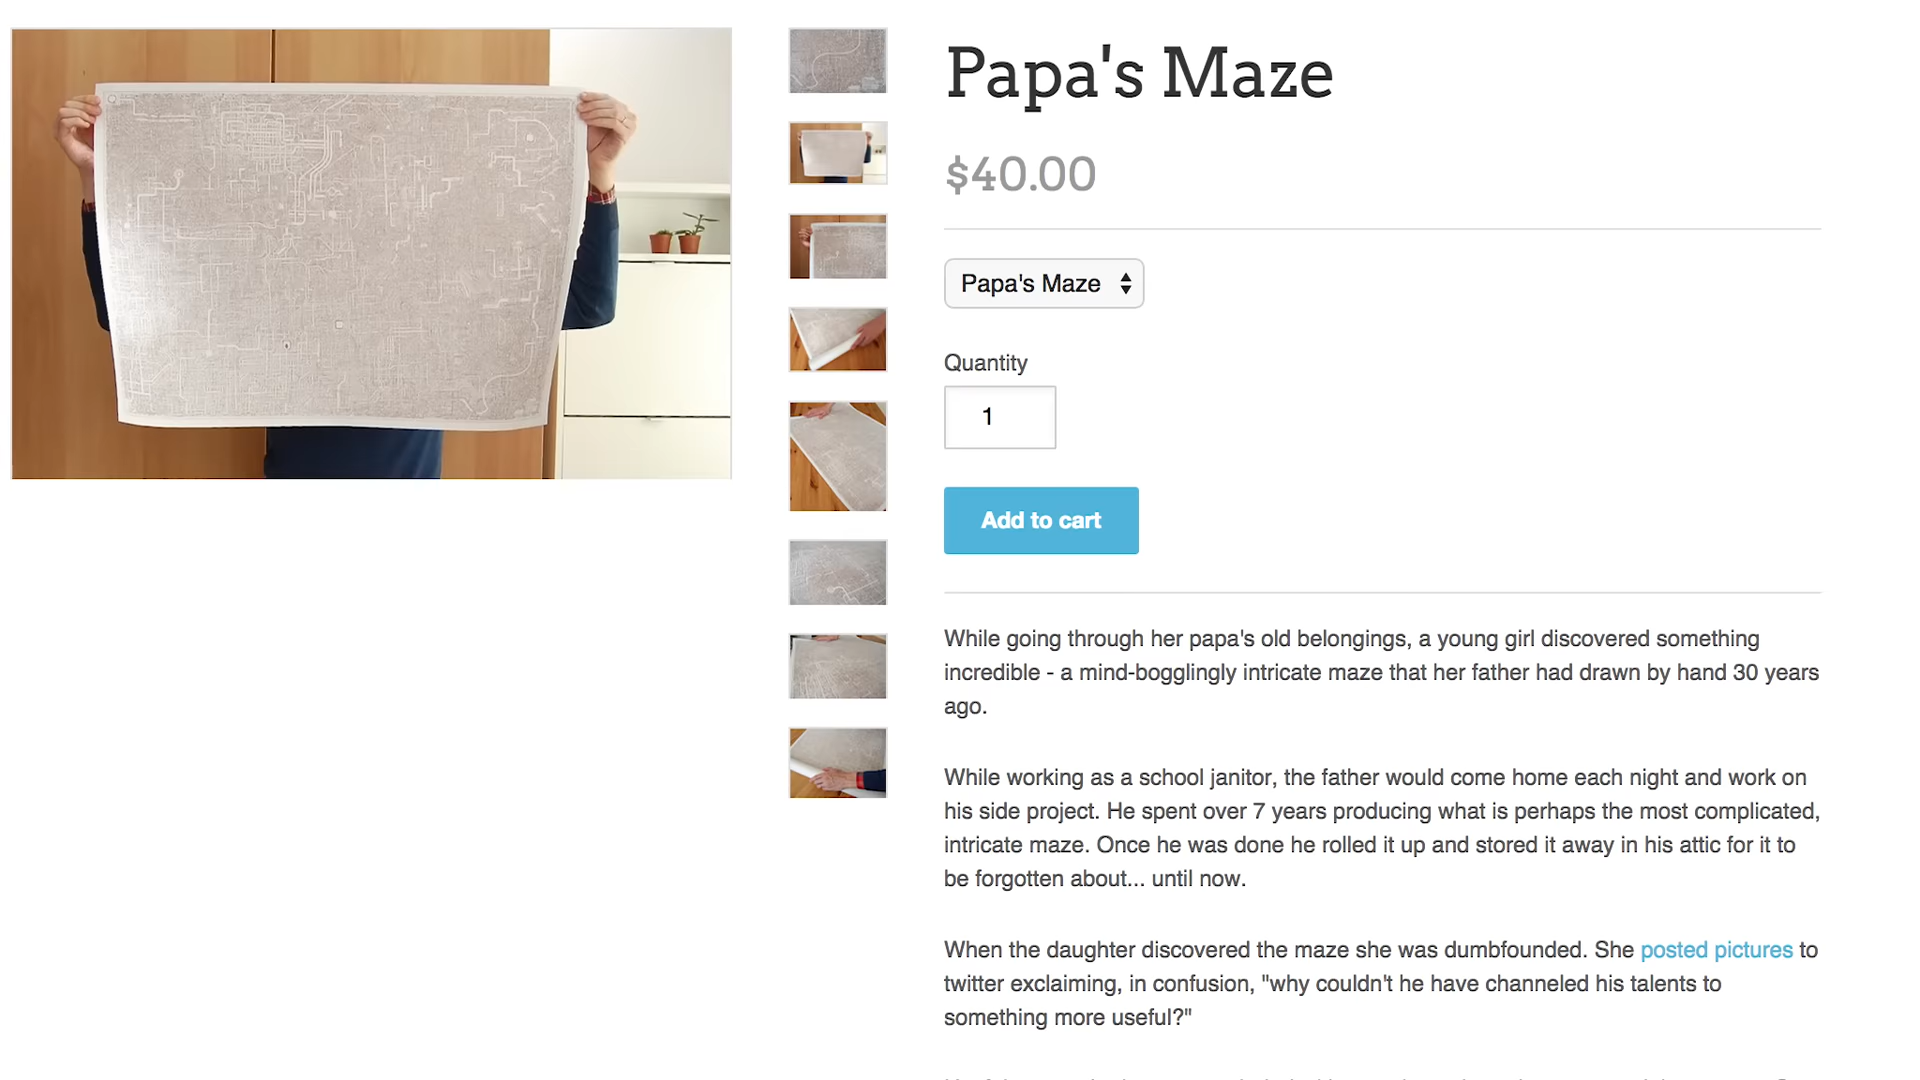 Papa's Maze
$40.00
Papa's Maze
Quantity
1
Add to cart
While going through her papa's old belongings, a young girl discovered something
incredible - a mind-bogglingly intricate maze that her father had drawn by hand 30 years
ago.
While working as a school janitor, the father would come home each night and work on
his side project. He spent over 7 years producing what is perhaps the most complicated,
intricate maze. Once he was done he rolled it up and stored it away in his attic for it to
be forgotten about... until now.
When the daughter discovered the maze she was dumbfounded. She posted pictures to
twitter exclaiming, in confusion, "why couldn't he have channeled his talents to
something more useful?"